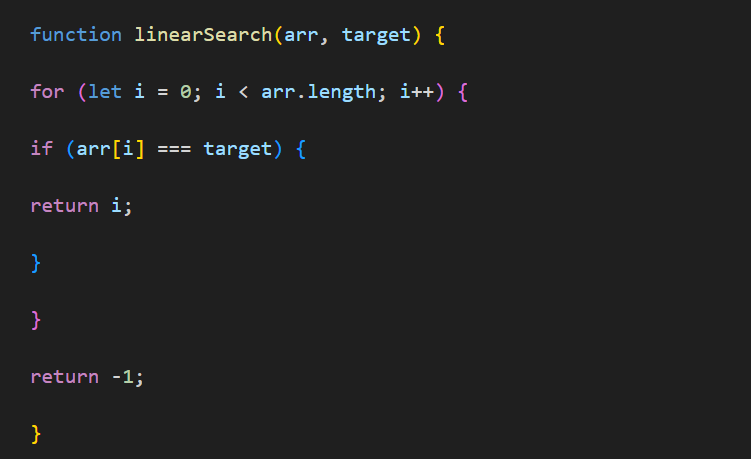 function linearSearch(arr, target) {
for (let i = 0; i < arr.length; i++) {
if (arr[i] === target) {
return i;
}
}
return -1;
}